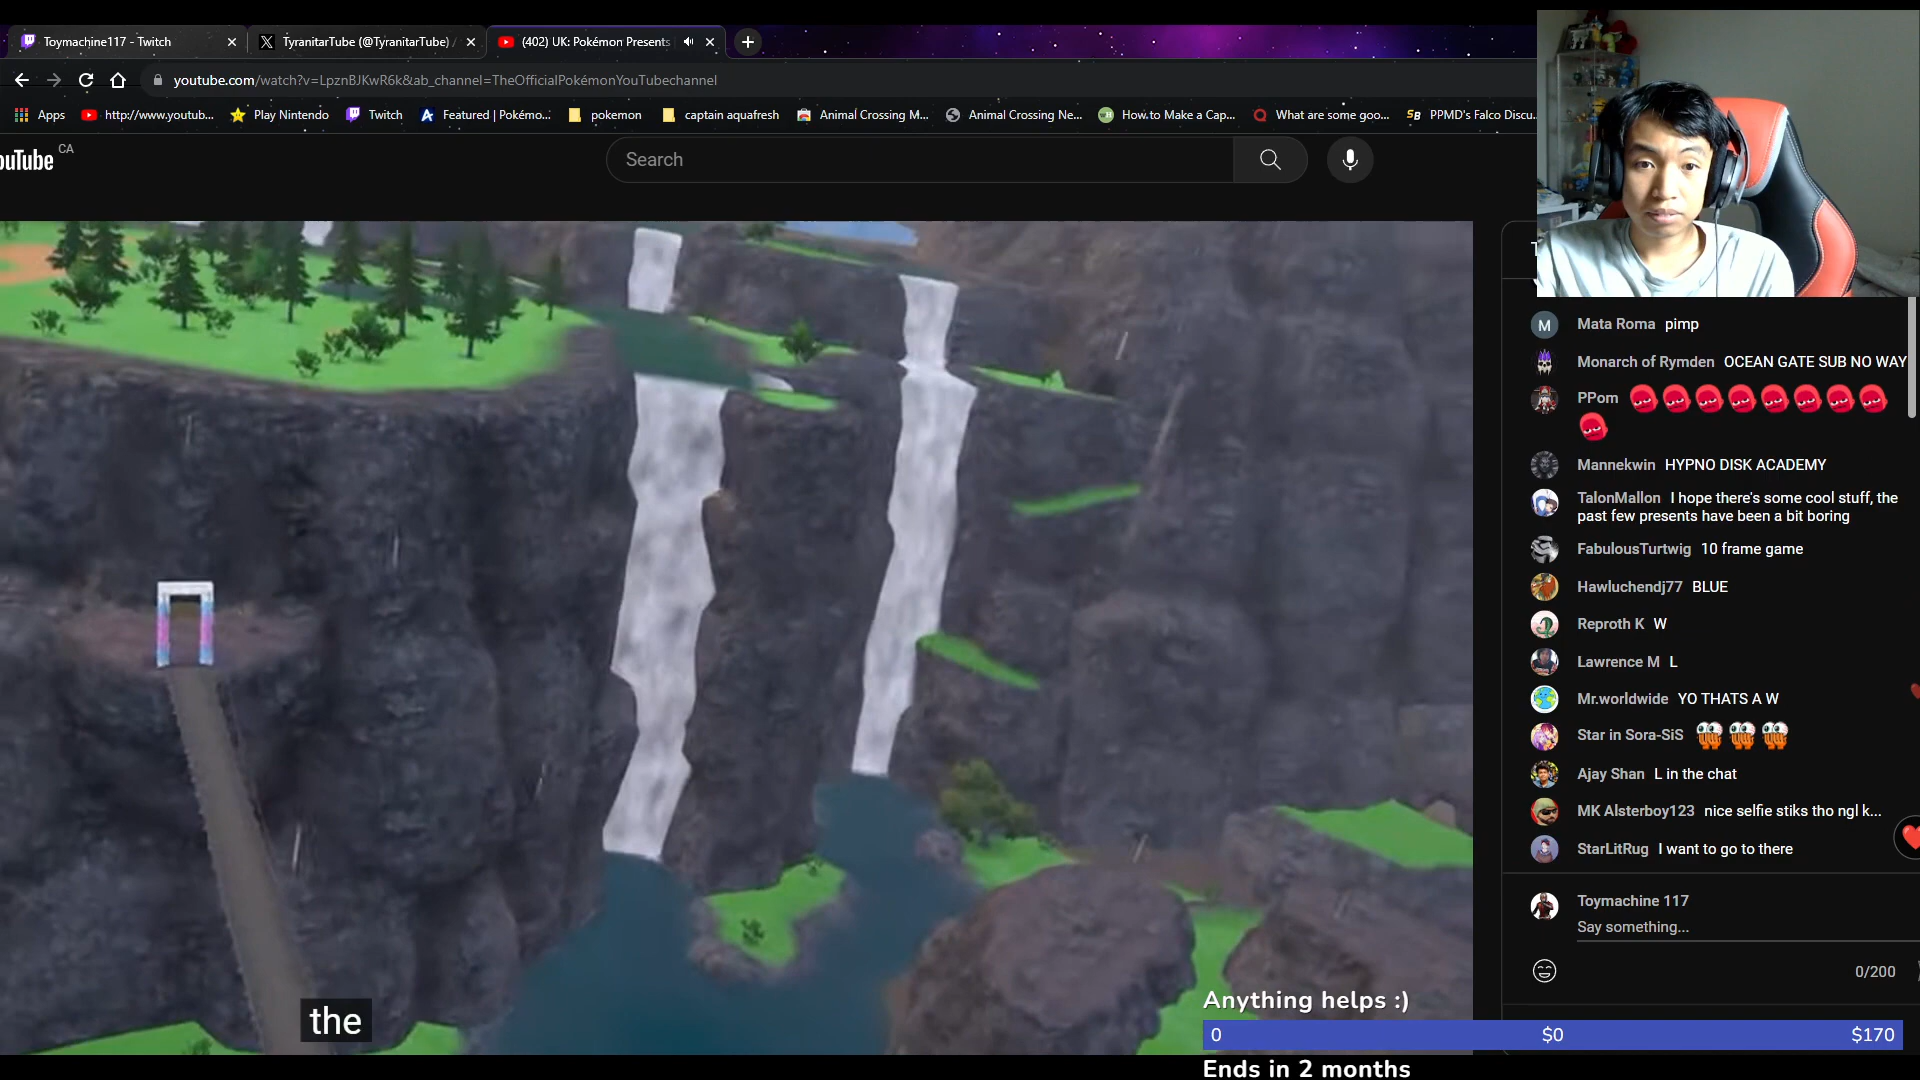 Toymachine117 - Twitch
TyranitarTube (@TyranitarTube) /
(402) UK: Pokémon Presents
youtube.com/watch?v=LpznBJKwR6k&ab_channel=TheOfficialPokémonYouTubechannel
Apps
http://www.youtub...
Play Nintendo
Twitch
Featured | Pokémo...
pokemon
captain aquafresh
Animal Crossing M...
Animal Crossing Ne...
How to Make a Cap...
What are some goo...
PPMD's Falco Discu...
ouTube CA
Search
M
Mata Roma pimp
Monarch of Rymden OCEAN GATE SUB NO WAY
PPom
Mannekwin HYPNO DISK ACADEMY
TalonMallon I hope there's some cool stuff, the
past few presents have been a bit boring
FabulousTurtwig 10 frame game
Hawluchendj77 BLUE
Reproth K W
Lawrence M L
Mr.worldwide YO THATS A W
Star in Sora-SiS
Ajay Shan L in the chat
MK Alsterboy123 nice selfie stiks tho ngl k...
StarLitRug I want to go to there
Toymachine 117
Say something...
0/200
the
Anything helps :)
0 $0 $170
Ends in 2 months